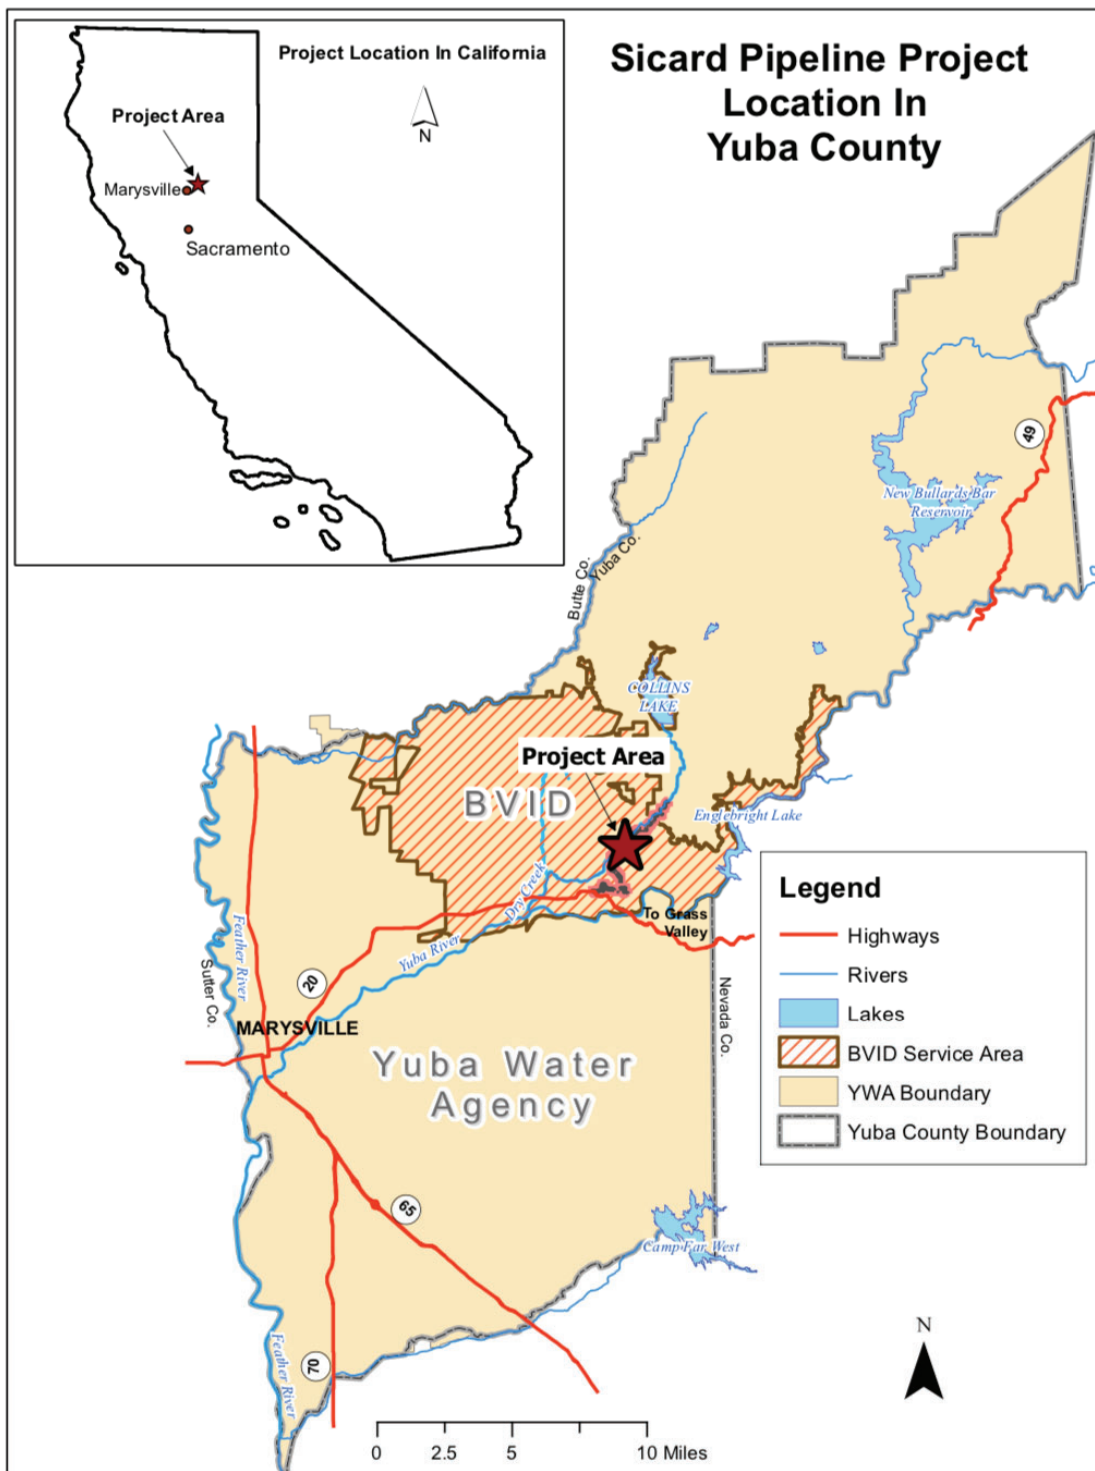 Sicard Pipeline Project
Location In
Yuba County
Project Location In California
N
Project Area
Marysville
Sacramento
49
New Bullards Bar
Reservoir
Butte Co.
Yuba Co.
COLLINS
LAKE
Project Area
BVID
Englebright Lake
Dry Creek
To Grass
Valley
Yuba River
Feather River
Sutter Co.
20
MARYSVILLE
Nevada Co.
Yuba Water
Agency
65
Camp Far West
70
Feather River
Legend
Highways
Rivers
Lakes
BVID Service Area
YWA Boundary
Yuba County Boundary
N
0 2.5 5 10 Miles